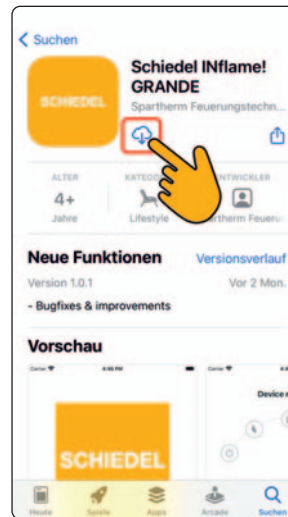 Suchen
SCHIEDEL
Schiedel INflame!
GRANDE
Spartherm Feuerungstechn...
ALTER
4+
Jahre
Lifestyle
Neue Funktionen Versionsverlauf
Version 1.0.1 Vor 2 Mon.
- Bugfixes & improvements
Vorschau
SCHIEDEL
Heute Spiele Apps Arcade Suchen